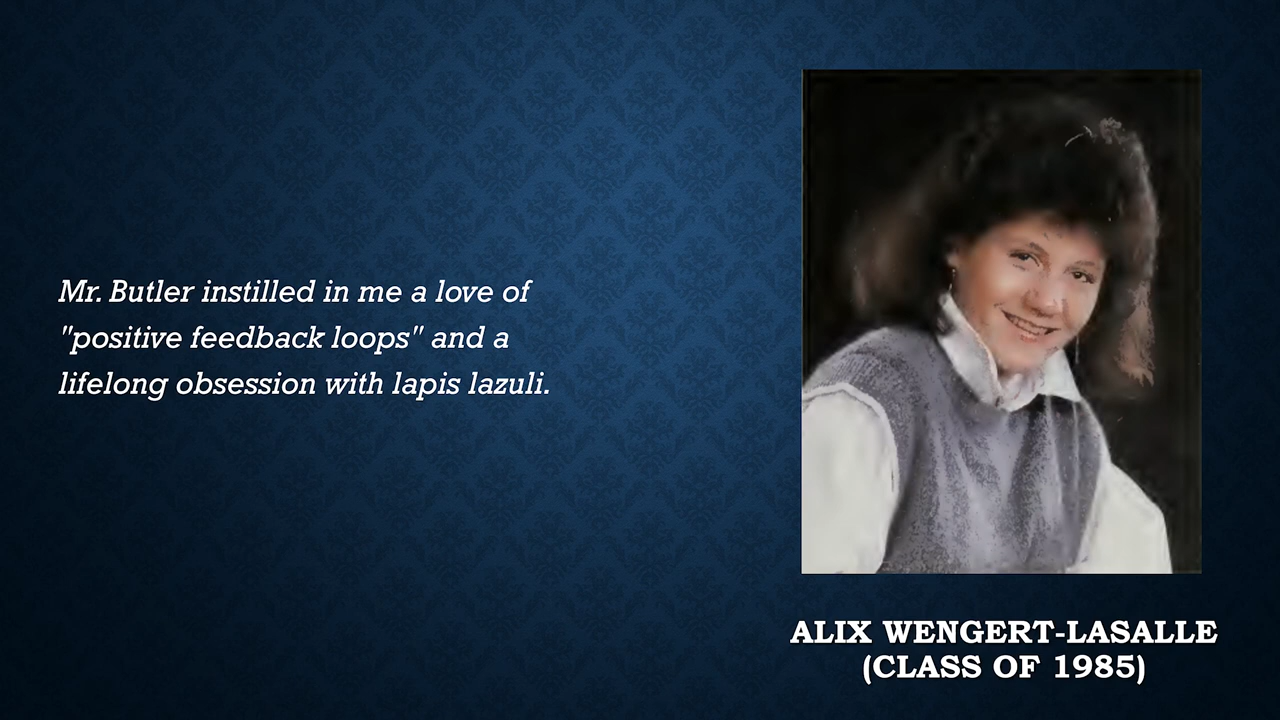 Mr. Butler instilled in me a love of
"positive feedback loops" and a
lifelong obsession with lapis lazuli.
ALIX WENGERT-LASALLE
(CLASS OF 1985)